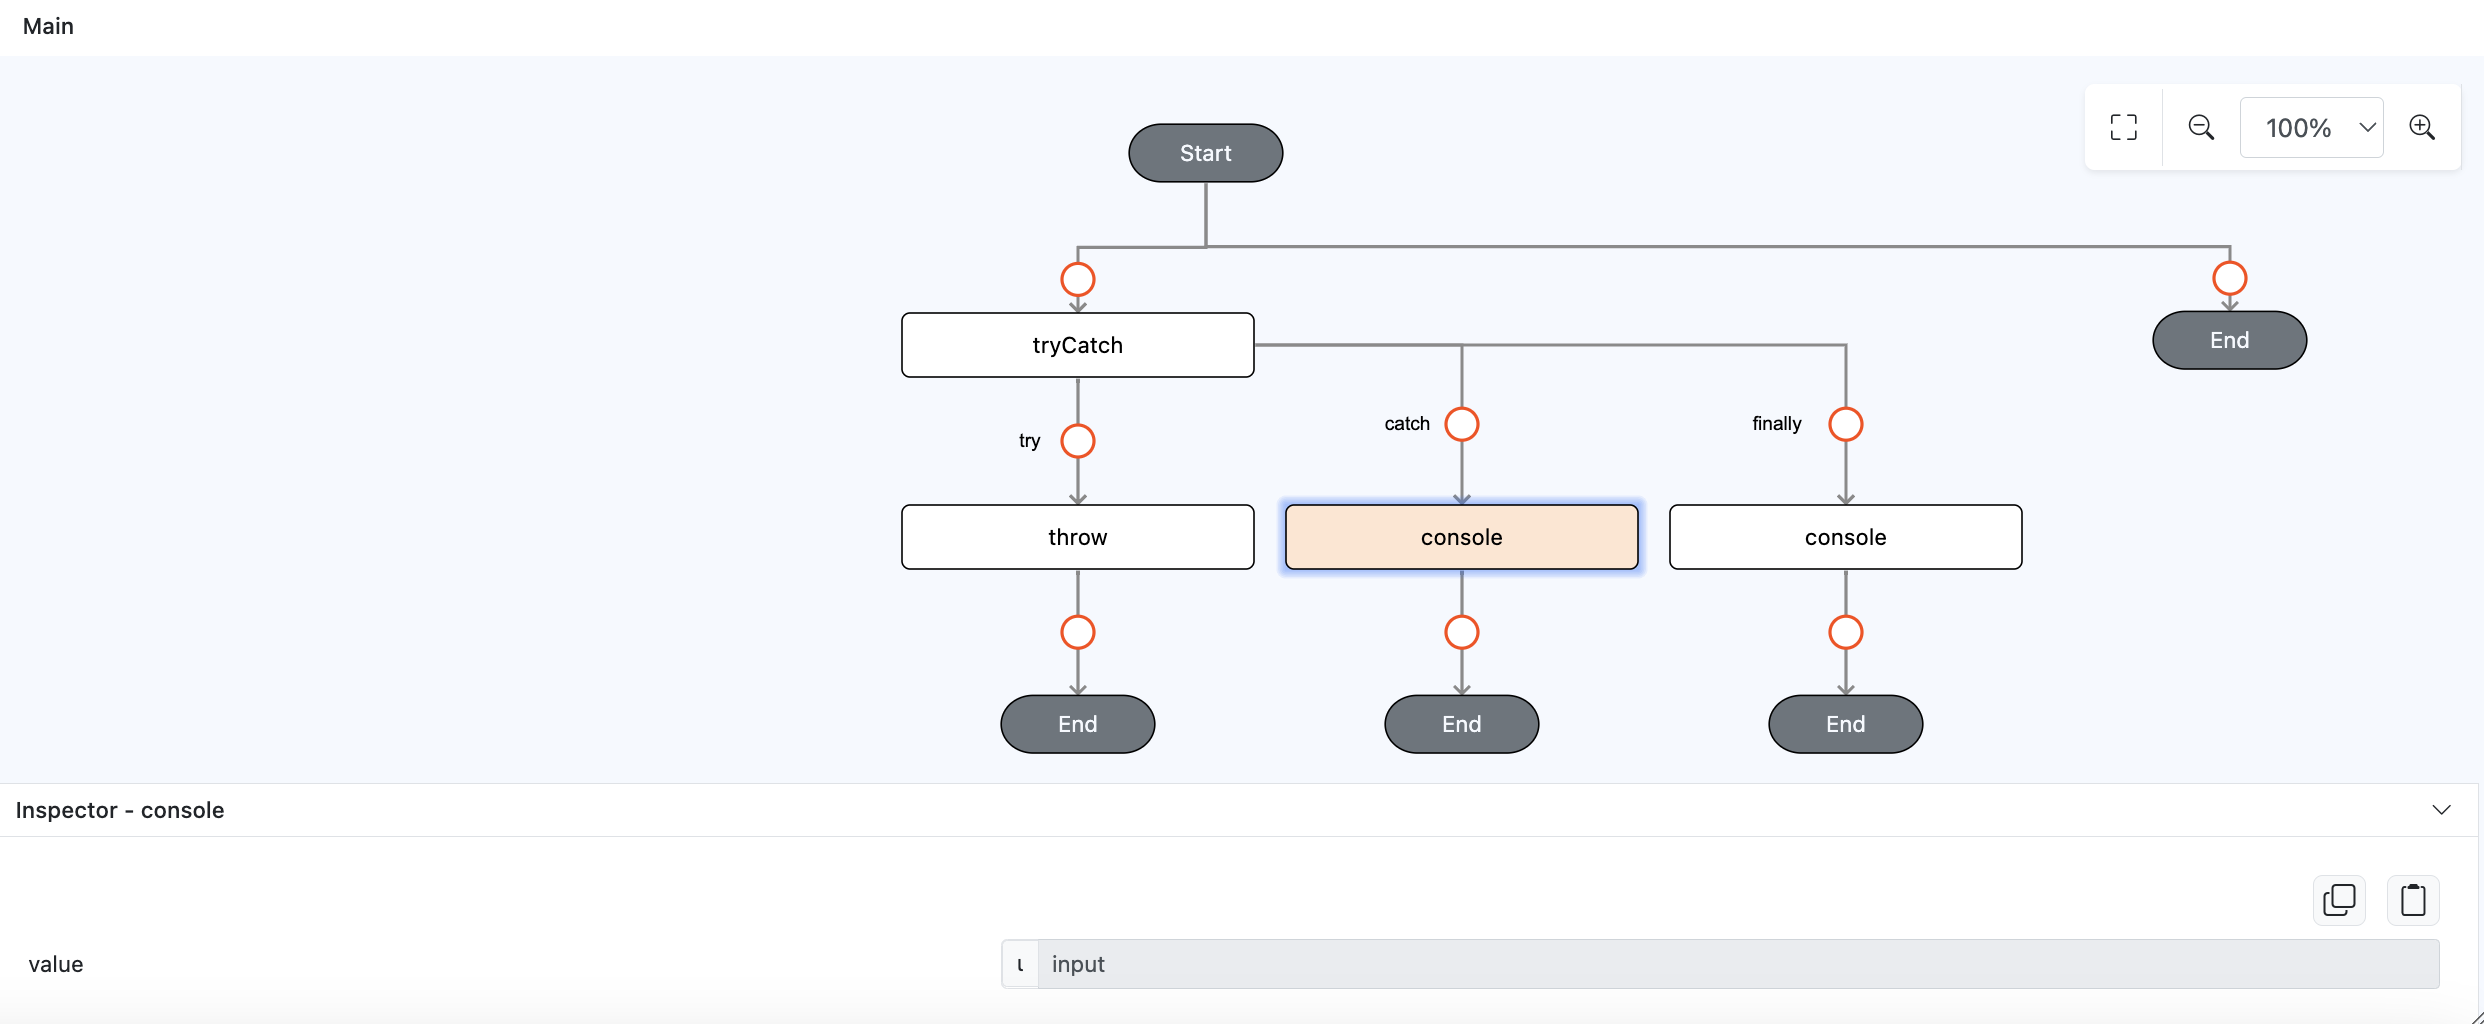 Main
100%
Start
tryCatch
End
try
catch
finally
throw
console
console
End
End
End
Inspector - console
value
ɩ
input